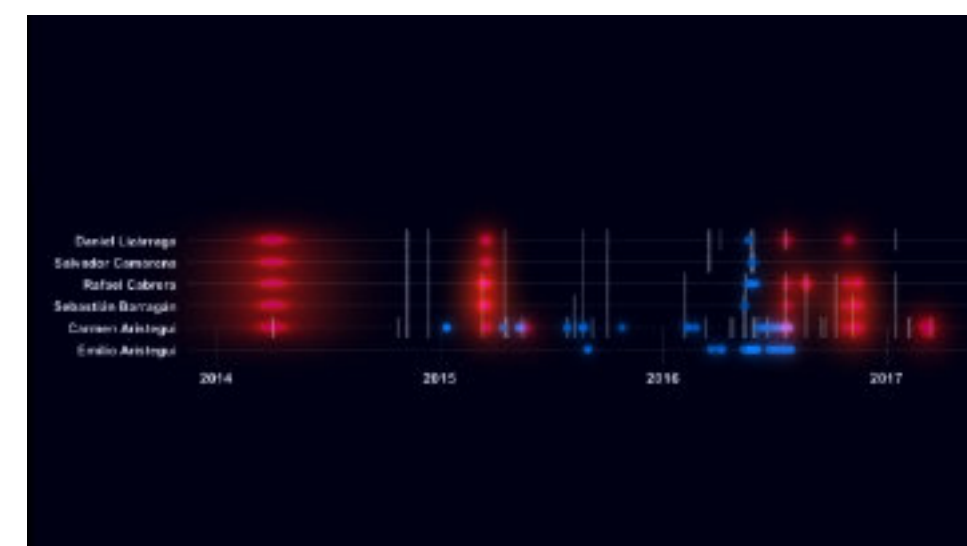 Daniel Lizárraga
Salvador Camarena
Rafael Cabrera
Sebastián Barragán
Carmen Aristegui
Emilio Aristegui
2014 2015 2016 2017